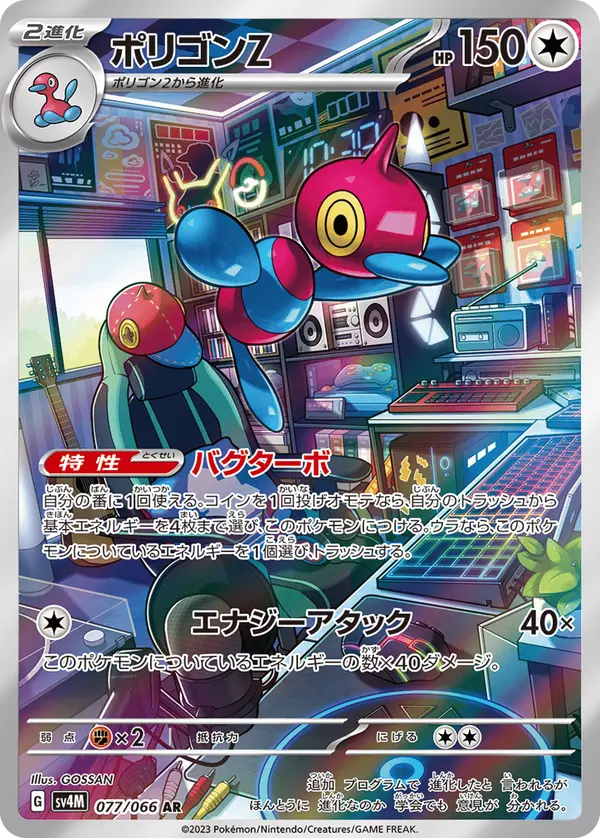 2進化
ポリゴンZ
HP 150
ポリゴン2から進化
10:30
特性 とくせい バグターボ
自分の番に1回使える。コインを1回投げオモテなら、自分のトラッシュから
基本エネルギーを4枚まで選び、このポケモンにつける。ウラなら、このポケ
モンについているエネルギーを1個選び、トラッシュする。
エナジーアタック 40×
このポケモンについているエネルギーの数×40ダメージ。
弱点 ×2 抵抗力 にげる
Illus. GOSSAN
G sv4M 077/066 AR
追加 プログラムで 進化したと 言われるが
ほんとうに 進化なのか 学会でも 意見が 分かれる。
©2023 Pokémon/Nintendo/Creatures/GAME FREAK.